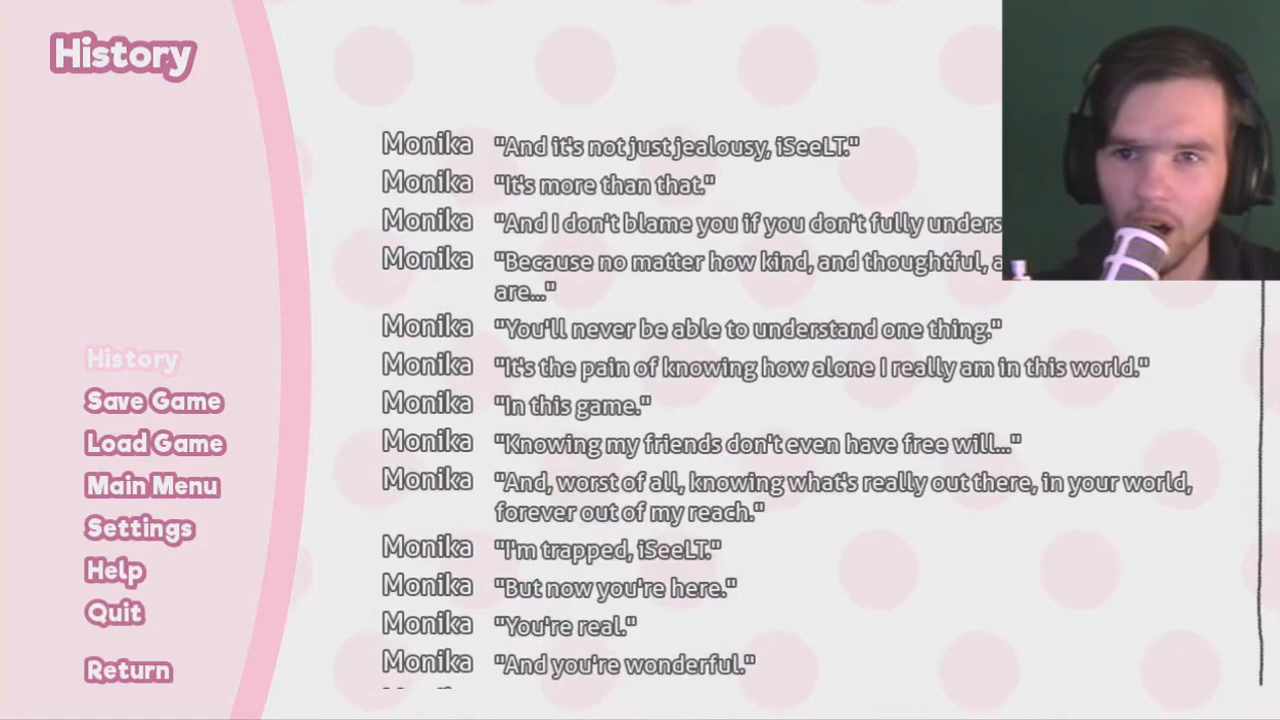 History
Monika "And it's not just jealousy, iSeeLT."
Monika "It's more than that."
Monika "And I don't blame you if you don't fully
Monika "Because no matter how kind, and thoughtful,
are..."
Monika "You'll never be able to understand one thing."
Monika "It's the pain of knowing how alone I really am in this world."
Monika "In this game."
Monika "Knowing my friends don't even have free will..."
Monika "And, worst of all, knowing what's really out there, in your world,
forever out of my reach."
Monika "I'm trapped, iSeeLT."
Monika "But now you're here."
Monika "You're real."
Monika "And you're wonderful."
History
Save Game
Load Game
Main Menu
Settings
Help
Quit
Return